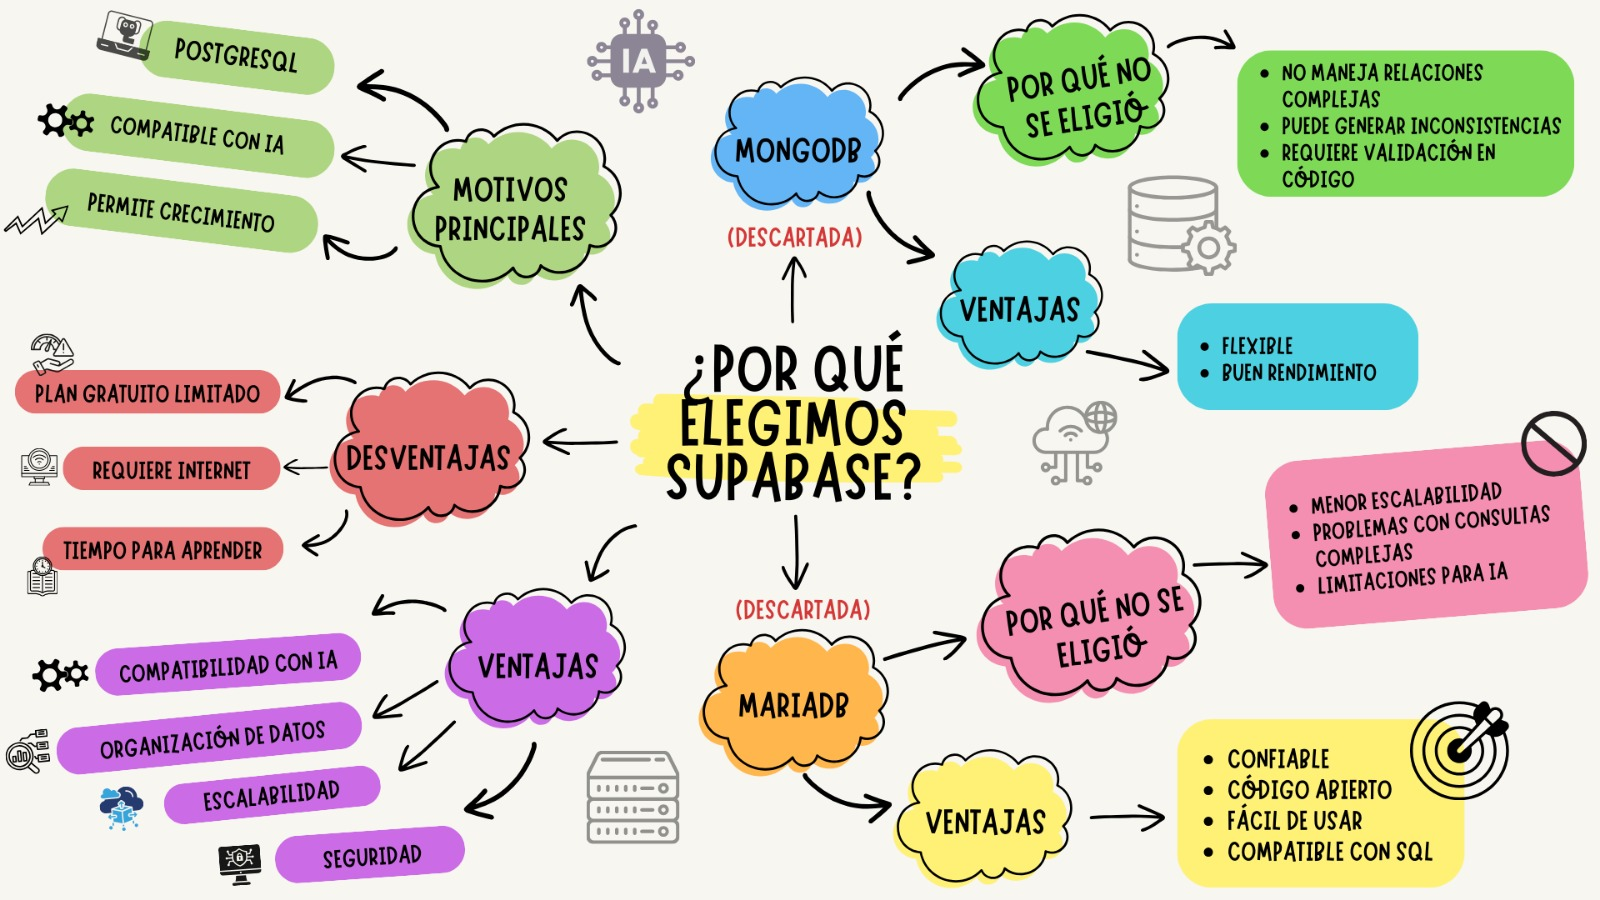 ¿POR QUÉ
ELEGIMOS
SUPABASE?
MOTIVOS
PRINCIPALES
POSTGRESQL
COMPATIBLE CON IA
PERMITE CRECIMIENTO
DESVENTAJAS
PLAN GRATUITO LIMITADO
REQUIERE INTERNET
TIEMPO PARA APRENDER
VENTAJAS
COMPATIBILIDAD CON IA
ORGANIZACIÓN DE DATOS
ESCALABILIDAD
SEGURIDAD
IA
MONGODB
(DESCARTADA)
POR QUÉ NO
SE ELIGIÓ
• NO MANEJA RELACIONES
COMPLEJAS
• PUEDE GENERAR INCONSISTENCIAS
• REQUIERE VALIDACIÓN EN
CÓDIGO
VENTAJAS
• FLEXIBLE
• BUEN RENDIMIENTO
(DESCARTADA)
MARIADB
POR QUÉ NO SE
ELIGIÓ
• MENOR ESCALABILIDAD
• PROBLEMAS CON CONSULTAS
COMPLEJAS
• LIMITACIONES PARA IA
VENTAJAS
• CONFIABLE
• CÓDIGO ABIERTO
• FÁCIL DE USAR
• COMPATIBLE CON SQL